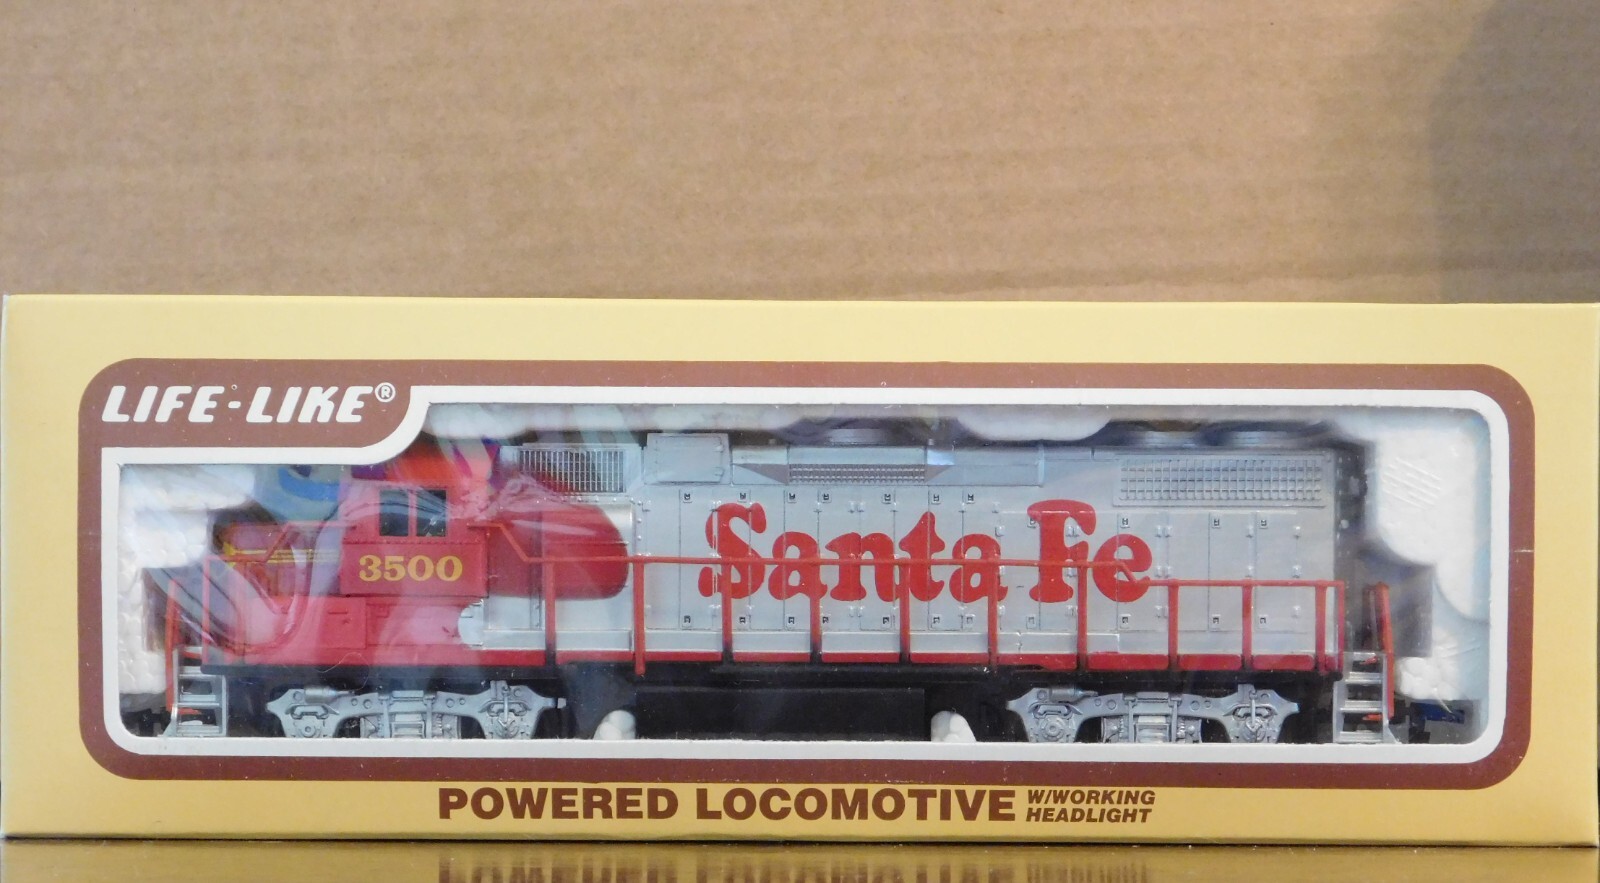 LIFE-LIKE®
3500
Santa Fe
POWERED LOCOMOTIVE W/WORKING
HEADLIGHT